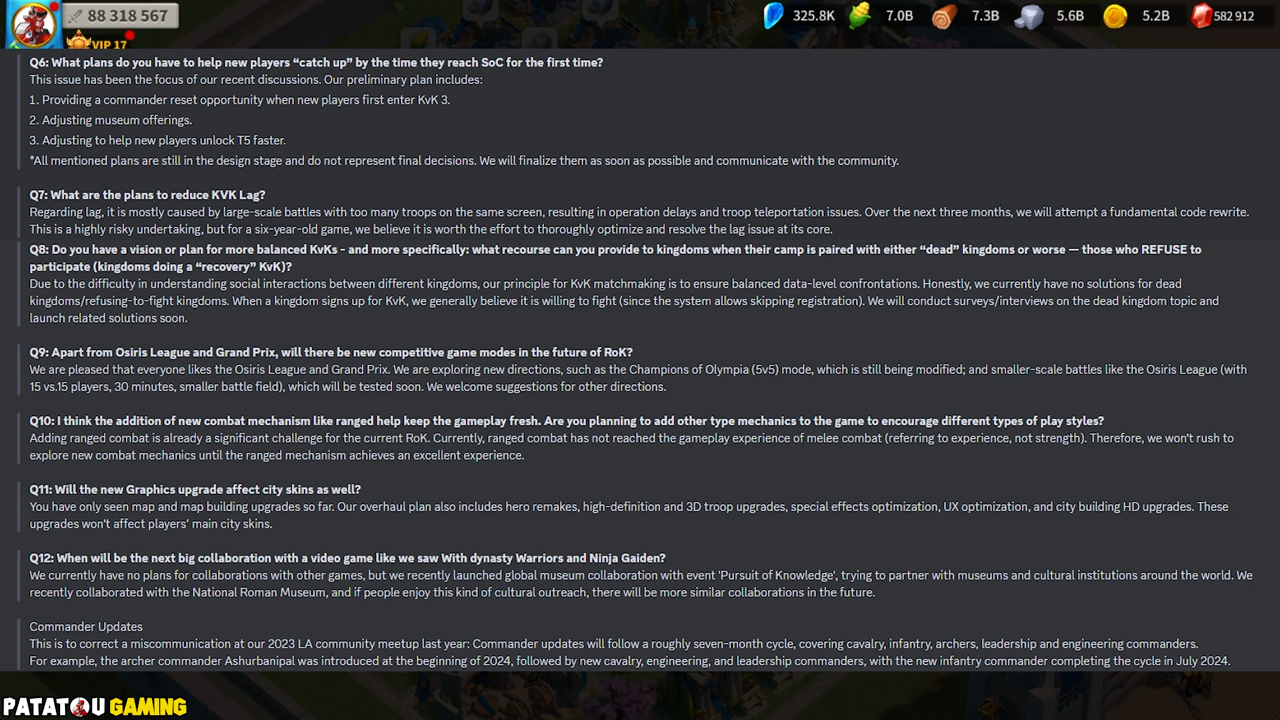 88 318 567
325.8K
7.0B
7.3B
5.6B
5.2B
582 912
VIP 17
Q6: What plans do you have to help new players “catch up” by the time they reach SoC for the first time?
This issue has been the focus of our recent discussions. Our preliminary plan includes:
1. Providing a commander reset opportunity when new players first enter KvK 3.
2. Adjusting museum offerings.
3. Adjusting to help new players unlock T5 faster.
*All mentioned plans are still in the design stage and do not represent final decisions. We will finalize them as soon as possible and communicate with the community.
Q7: What are the plans to reduce KVK Lag?
Regarding lag, it is mostly caused by large-scale battles with too many troops on the same screen, resulting in operation delays and troop teleportation issues. Over the next three months, we will attempt a fundamental code rewrite.
This is a highly risky undertaking, but for a six-year-old game, we believe it is worth the effort to thoroughly optimize and resolve the lag issue at its core.
Q8: Do you have a vision or plan for more balanced KvKs - and more specifically: what recourse can you provide to kingdoms when their camp is paired with either “dead” kingdoms or worse — those who REFUSE to
participate (kingdoms doing a “recovery” KvK)?
Due to the difficulty in understanding social interactions between different kingdoms, our principle for KvK matchmaking is to ensure balanced data-level confrontations. Honestly, we currently have no solutions for dead
kingdoms/refusing-to-fight kingdoms. When a kingdom signs up for KvK, we generally believe it is willing to fight (since the system allows skipping registration). We will conduct surveys/interviews on the dead kingdom topic and
launch related solutions soon.
Q9: Apart from Osiris League and Grand Prix, will there be new competitive game modes in the future of RoK?
We are pleased that everyone likes the Osiris League and Grand Prix. We are exploring new directions, such as the Champions of Olympia (5v5) mode, which is still being modified; and smaller-scale battles like the Osiris League (with
15 vs.15 players, 30 minutes, smaller battle field), which will be tested soon. We welcome suggestions for other directions.
Q10: I think the addition of new combat mechanism like ranged help keep the gameplay fresh. Are you planning to add other type mechanics to the game to encourage different types of play styles?
Adding ranged combat is already a significant challenge for the current RoK. Currently, ranged combat has not reached the gameplay experience of melee combat (referring to experience, not strength). Therefore, we won't rush to
explore new combat mechanics until the ranged mechanism achieves an excellent experience.
Q11: Will the new Graphics upgrade affect city skins as well?
You have only seen map and map building upgrades so far. Our overhaul plan also includes hero remakes, high-definition and 3D troop upgrades, special effects optimization, UX optimization, and city building HD upgrades. These
upgrades won't affect players’ main city skins.
Q12: When will be the next big collaboration with a video game like we saw With dynasty Warriors and Ninja Gaiden?
We currently have no plans for collaborations with other games, but we recently launched global museum collaboration with event 'Pursuit of Knowledge', trying to partner with museums and cultural institutions around the world. We
recently collaborated with the National Roman Museum, and if people enjoy this kind of cultural outreach, there will be more similar collaborations in the future.
Commander Updates
This is to correct a miscommunication at our 2023 LA community meetup last year: Commander updates will follow a roughly seven-month cycle, covering cavalry, infantry, archers, leadership and engineering commanders.
For example, the archer commander Ashurbanipal was introduced at the beginning of 2024, followed by new cavalry, engineering, and leadership commanders, with the new infantry commander completing the cycle in July 2024.
PATATOU GAMING